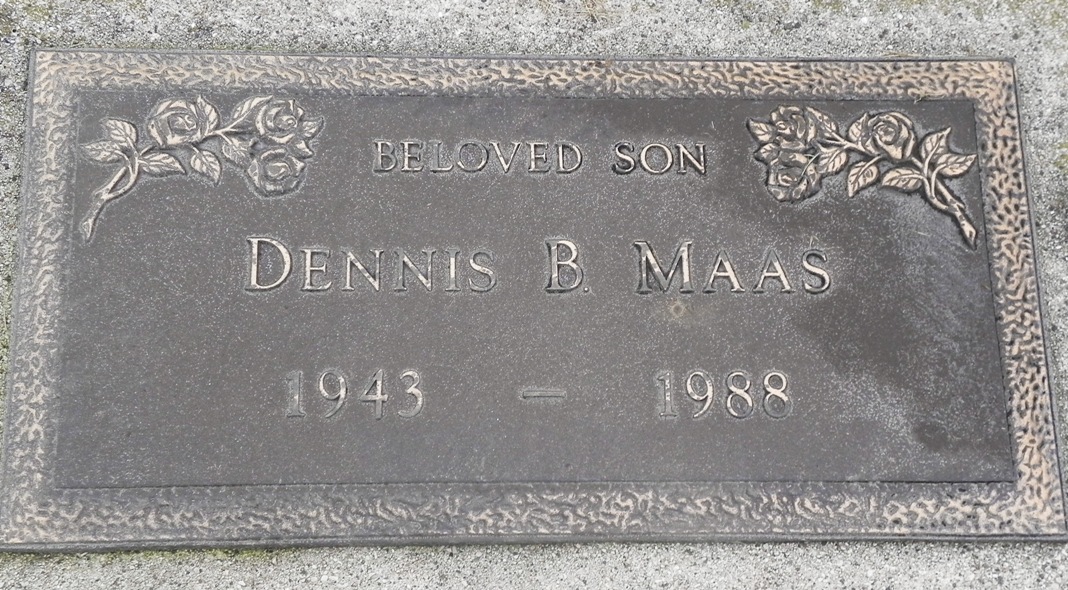 BELOVED SON
DENNIS B. MAAS
1943 – 1988